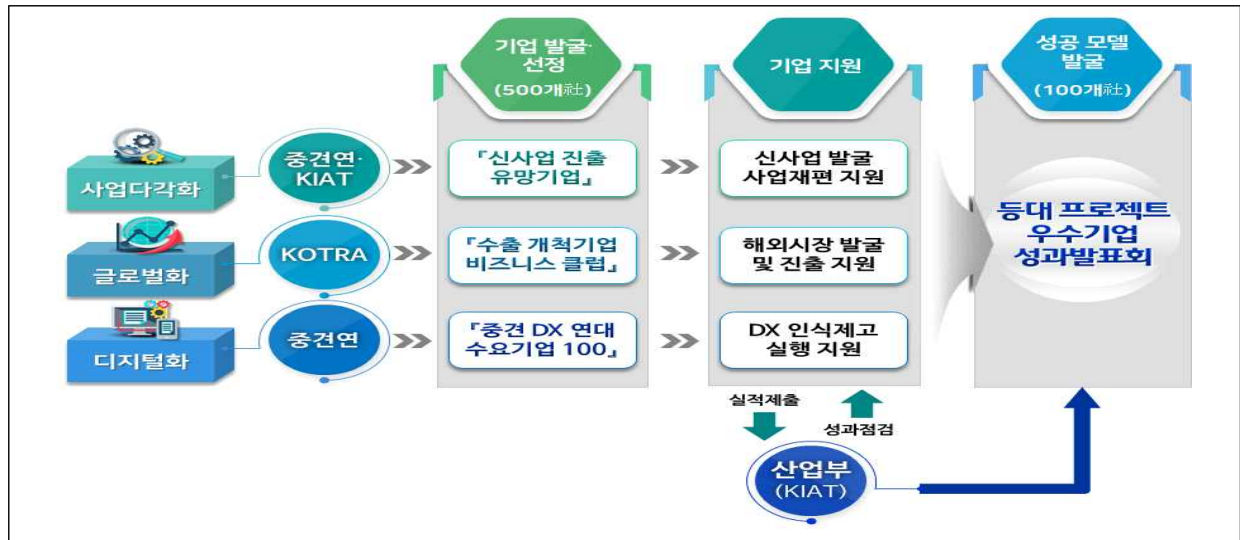 기업 발굴·
선정
(500개社)
기업 지원
성공 모델
발굴
(100개社)
사업다각화
중견연·
KIAT
『신사업 진출
유망기업』
신사업 발굴
사업재편 지원
글로벌화
KOTRA
『수출 개척기업
비즈니스 클럽』
해외시장 발굴
및 진출 지원
디지털화
중견연
『중견 DX 연대
수요기업 100』
DX 인식제고
실행 지원
등대 프로젝트
우수기업
성과발표회
실적제출
성과점검
산업부
(KIAT)